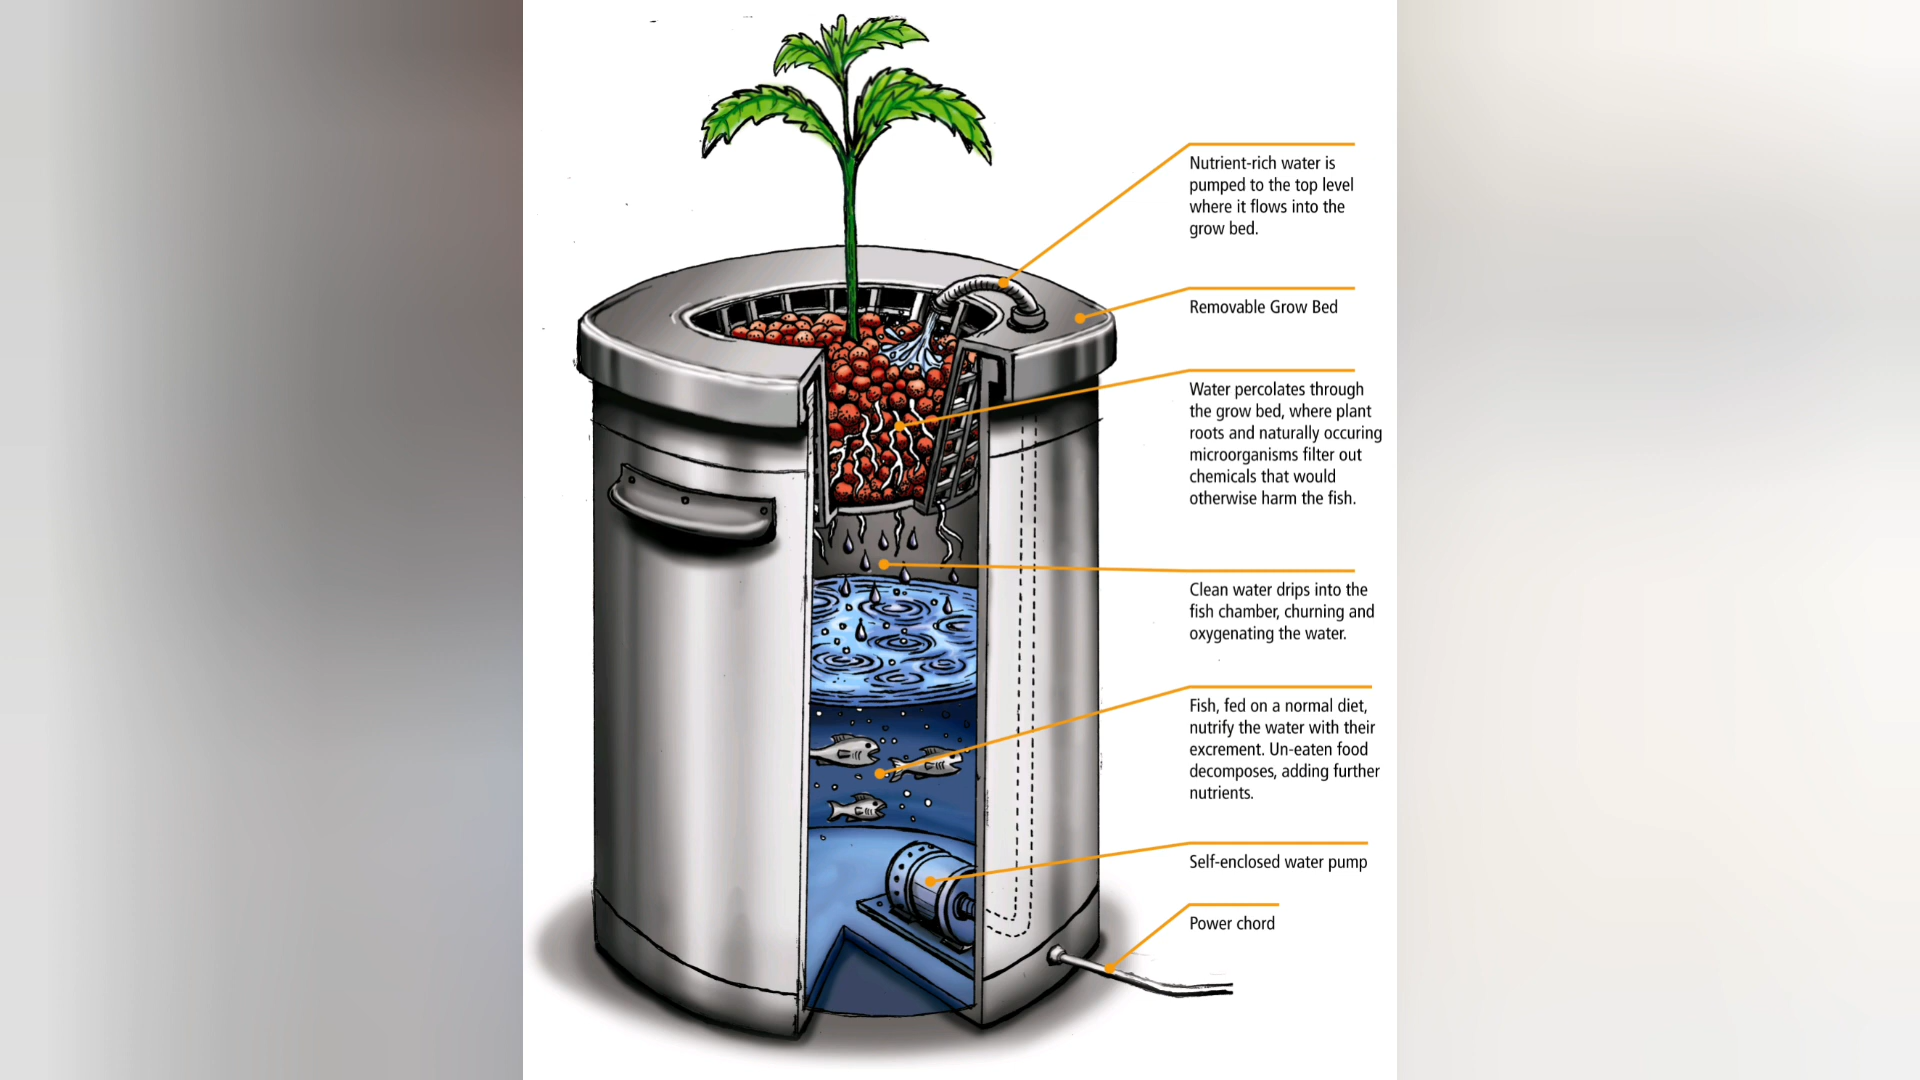 Nutrient-rich water is
pumped to the top level
where it flows into the
grow bed.
Removable Grow Bed
Water percolates through
the grow bed, where plant
roots and naturally occuring
microorganisms filter out
chemicals that would
otherwise harm the fish.
Clean water drips into the
fish chamber, churning and
oxygenating the water.
Fish, fed on a normal diet,
nutrify the water with their
excrement. Un-eaten food
decomposes, adding further
nutrients.
Self-enclosed water pump
Power chord